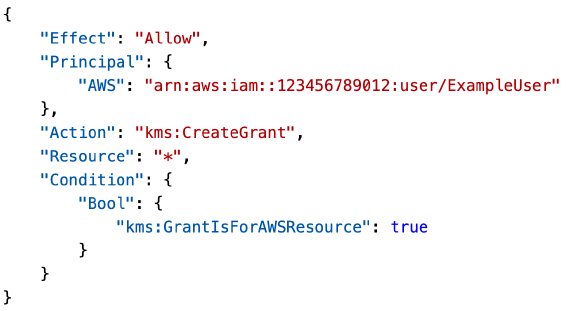 {
    "Effect": "Allow",
    "Principal": {
        "AWS": "arn:aws:iam::123456789012:user/ExampleUser"
    },
    "Action": "kms:CreateGrant",
    "Resource": "*",
    "Condition": {
        "Bool": {
            "kms:GrantIsForAWSResource": true
        }
    }
}